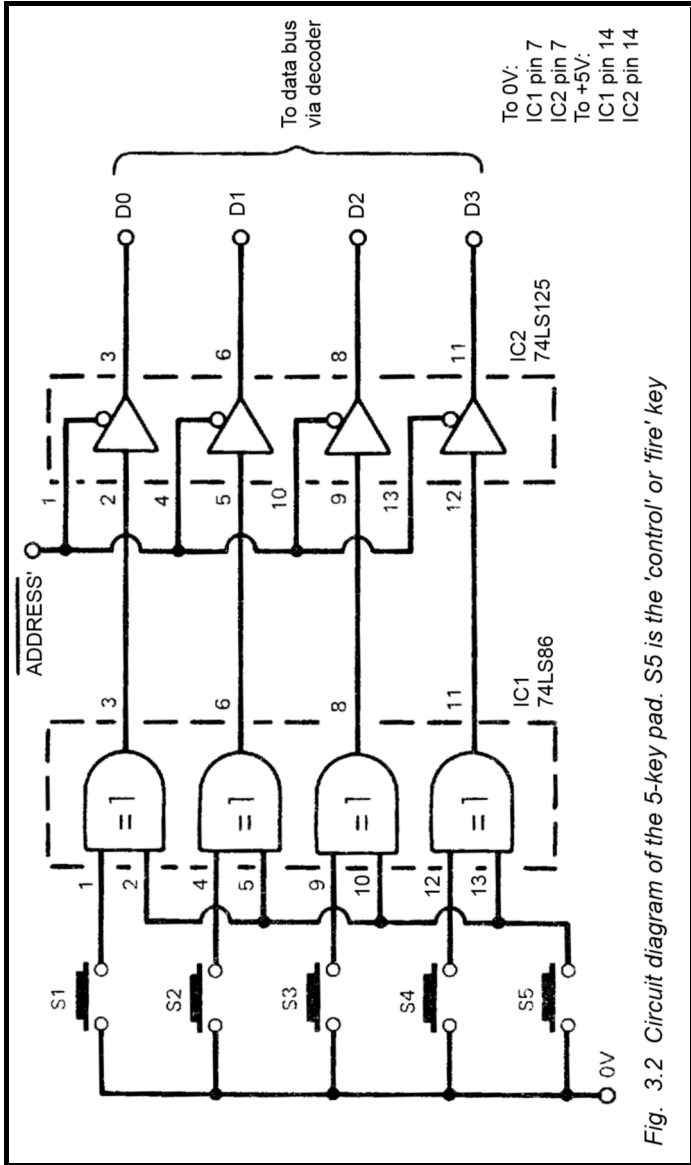 ADDRESS'
S1
S2
S3
S4
S5
0V
1
2
4
5
9
10
12
13
=1
=1
=1
=1
3
6
8
11
IC1
74LS86
1
2
4
5
10
9
13
12
3
6
8
11
IC2
74LS125
D0
D1
D2
D3
To data bus
via decoder
To 0V:
IC1 pin 7
IC2 pin 7
To +5V:
IC1 pin 14
IC2 pin 14
Fig. 3.2 Circuit diagram of the 5-key pad. S5 is the 'control' or 'fire' key